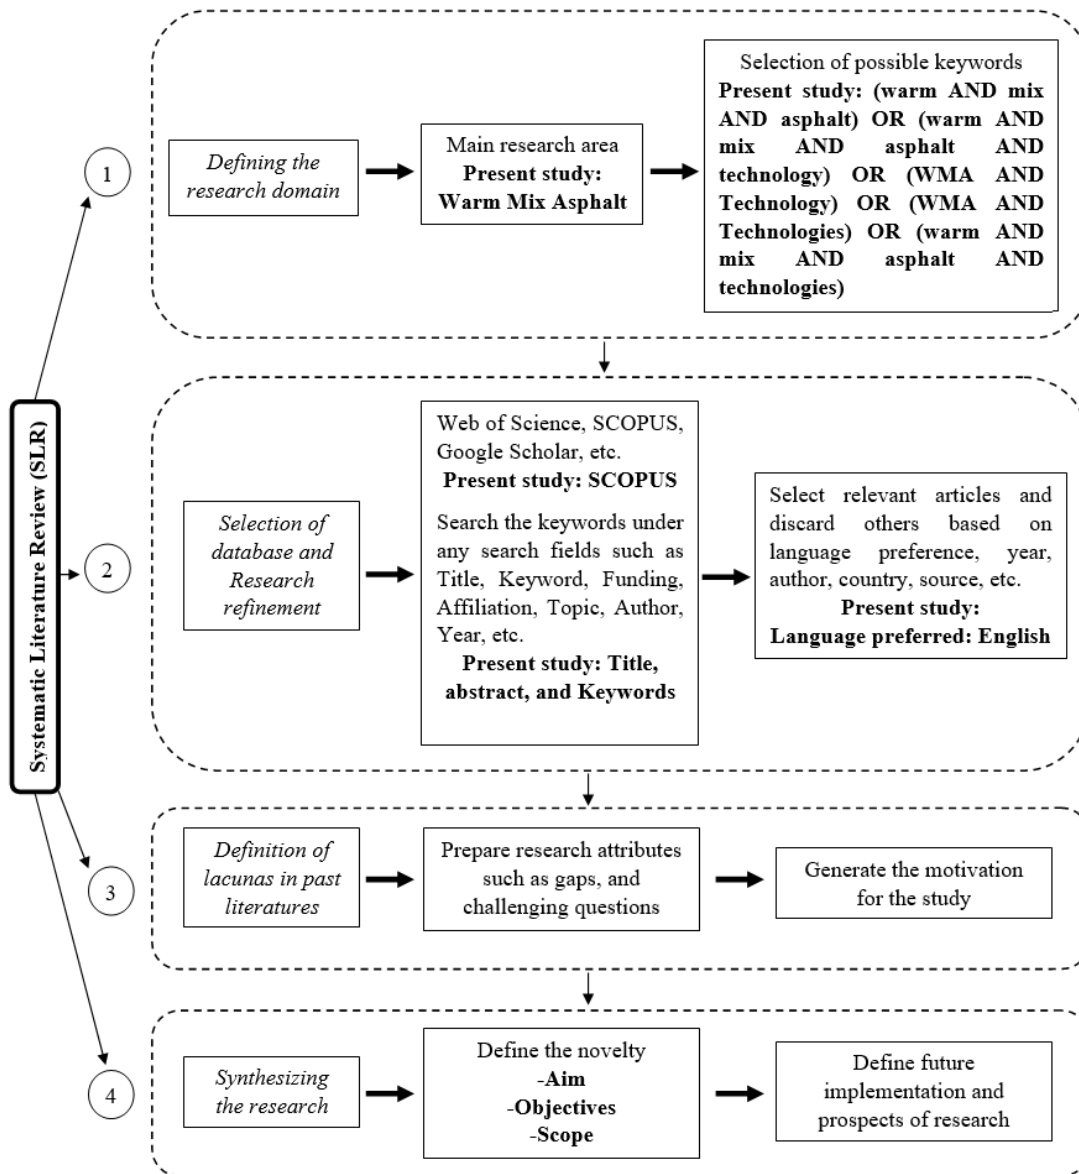 Systematic Literature Review (SLR)
1
Defining the
research domain
Main research area
Present study:
Warm Mix Asphalt
Selection of possible keywords
Present study: (warm AND mix
AND asphalt) OR (warm AND
mix AND asphalt AND
technology) OR (WMA AND
Technology) OR (WMA AND
Technologies) OR (warm AND
mix AND asphalt AND
technologies)
2
Selection of
database and
Research
refinement
Web of Science, SCOPUS,
Google Scholar, etc.
Present study: SCOPUS
Search the keywords under
any search fields such as
Title, Keyword, Funding,
Affiliation, Topic, Author,
Year, etc.
Present study: Title,
abstract, and Keywords
Select relevant articles and
discard others based on
language preference, year,
author, country, source, etc.
Present study:
Language preferred: English
3
Definition of
lacunas in past
literatures
Prepare research attributes
such as gaps, and
challenging questions
Generate the motivation
for the study
4
Synthesizing
the research
Define the novelty
-Aim
-Objectives
-Scope
Define future
implementation and
prospects of research